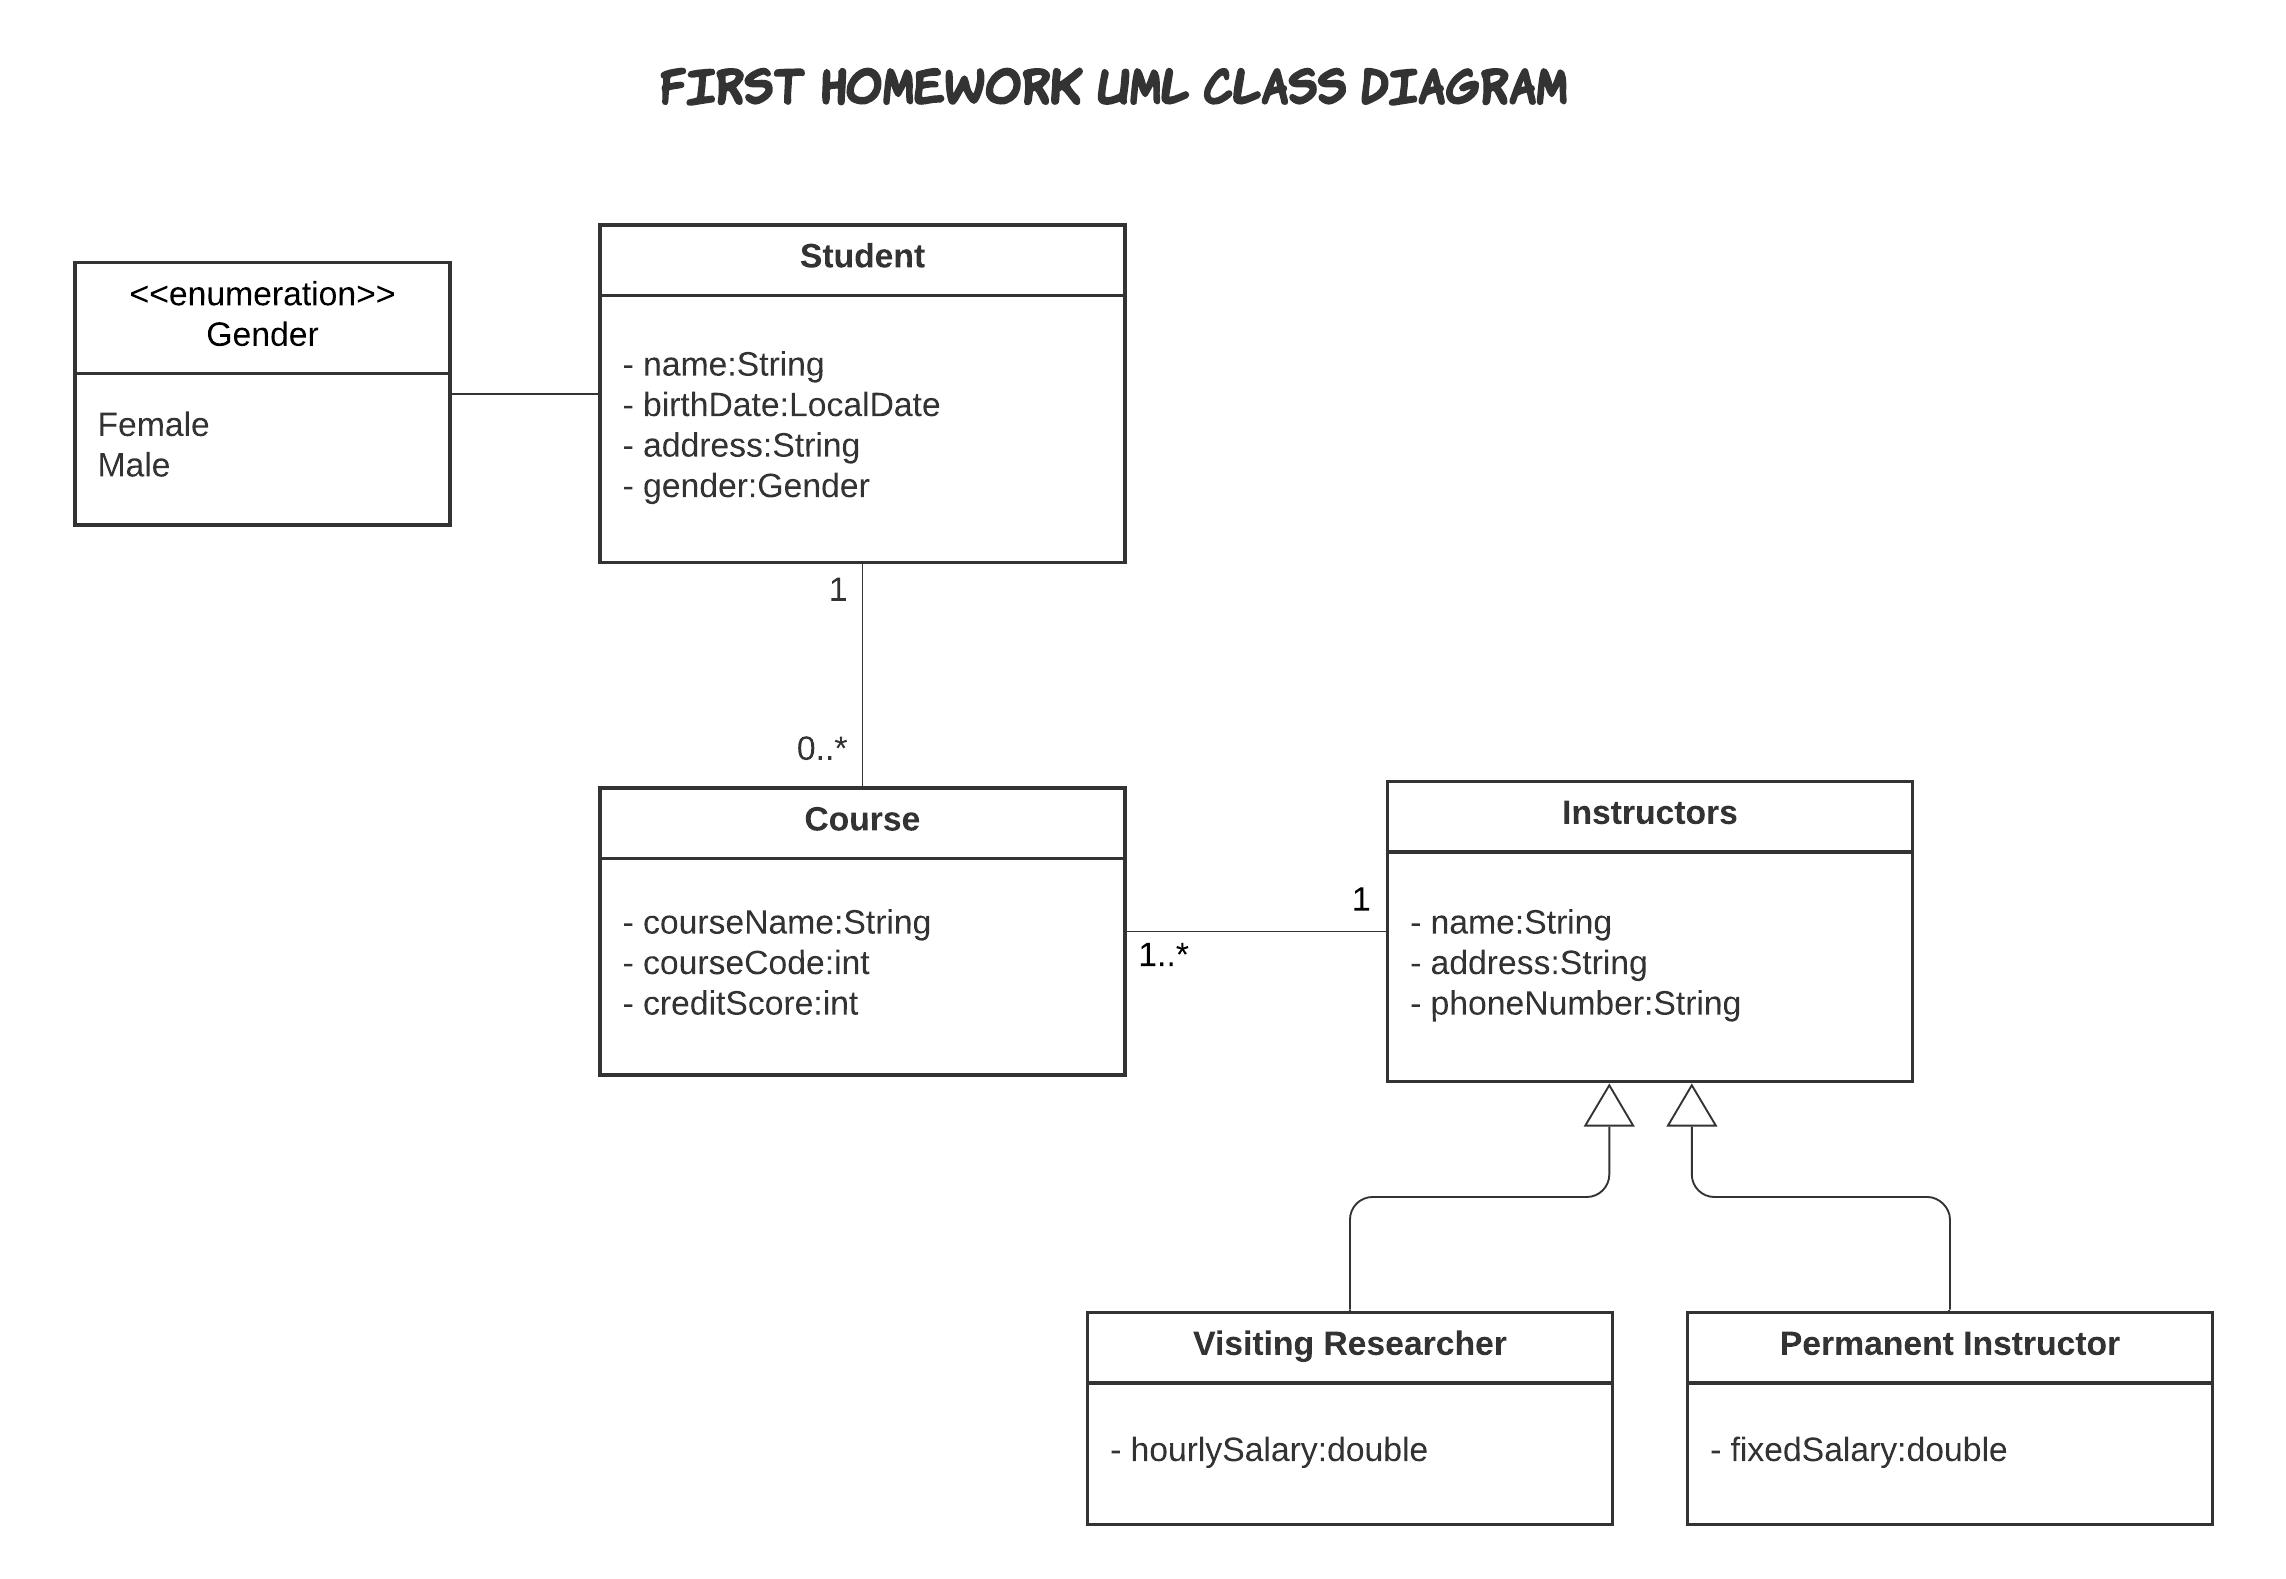 FIRST HOMEWORK UML CLASS DIAGRAM
<<enumeration>>
Gender
Female
Male
Student
- name:String
- birthDate:LocalDate
- address:String
- gender:Gender
1
0..*
Course
- courseName:String
- courseCode:int
- creditScore:int
1
1..*
Instructors
- name:String
- address:String
- phoneNumber:String
Visiting Researcher
- hourlySalary:double
Permanent Instructor
- fixedSalary:double